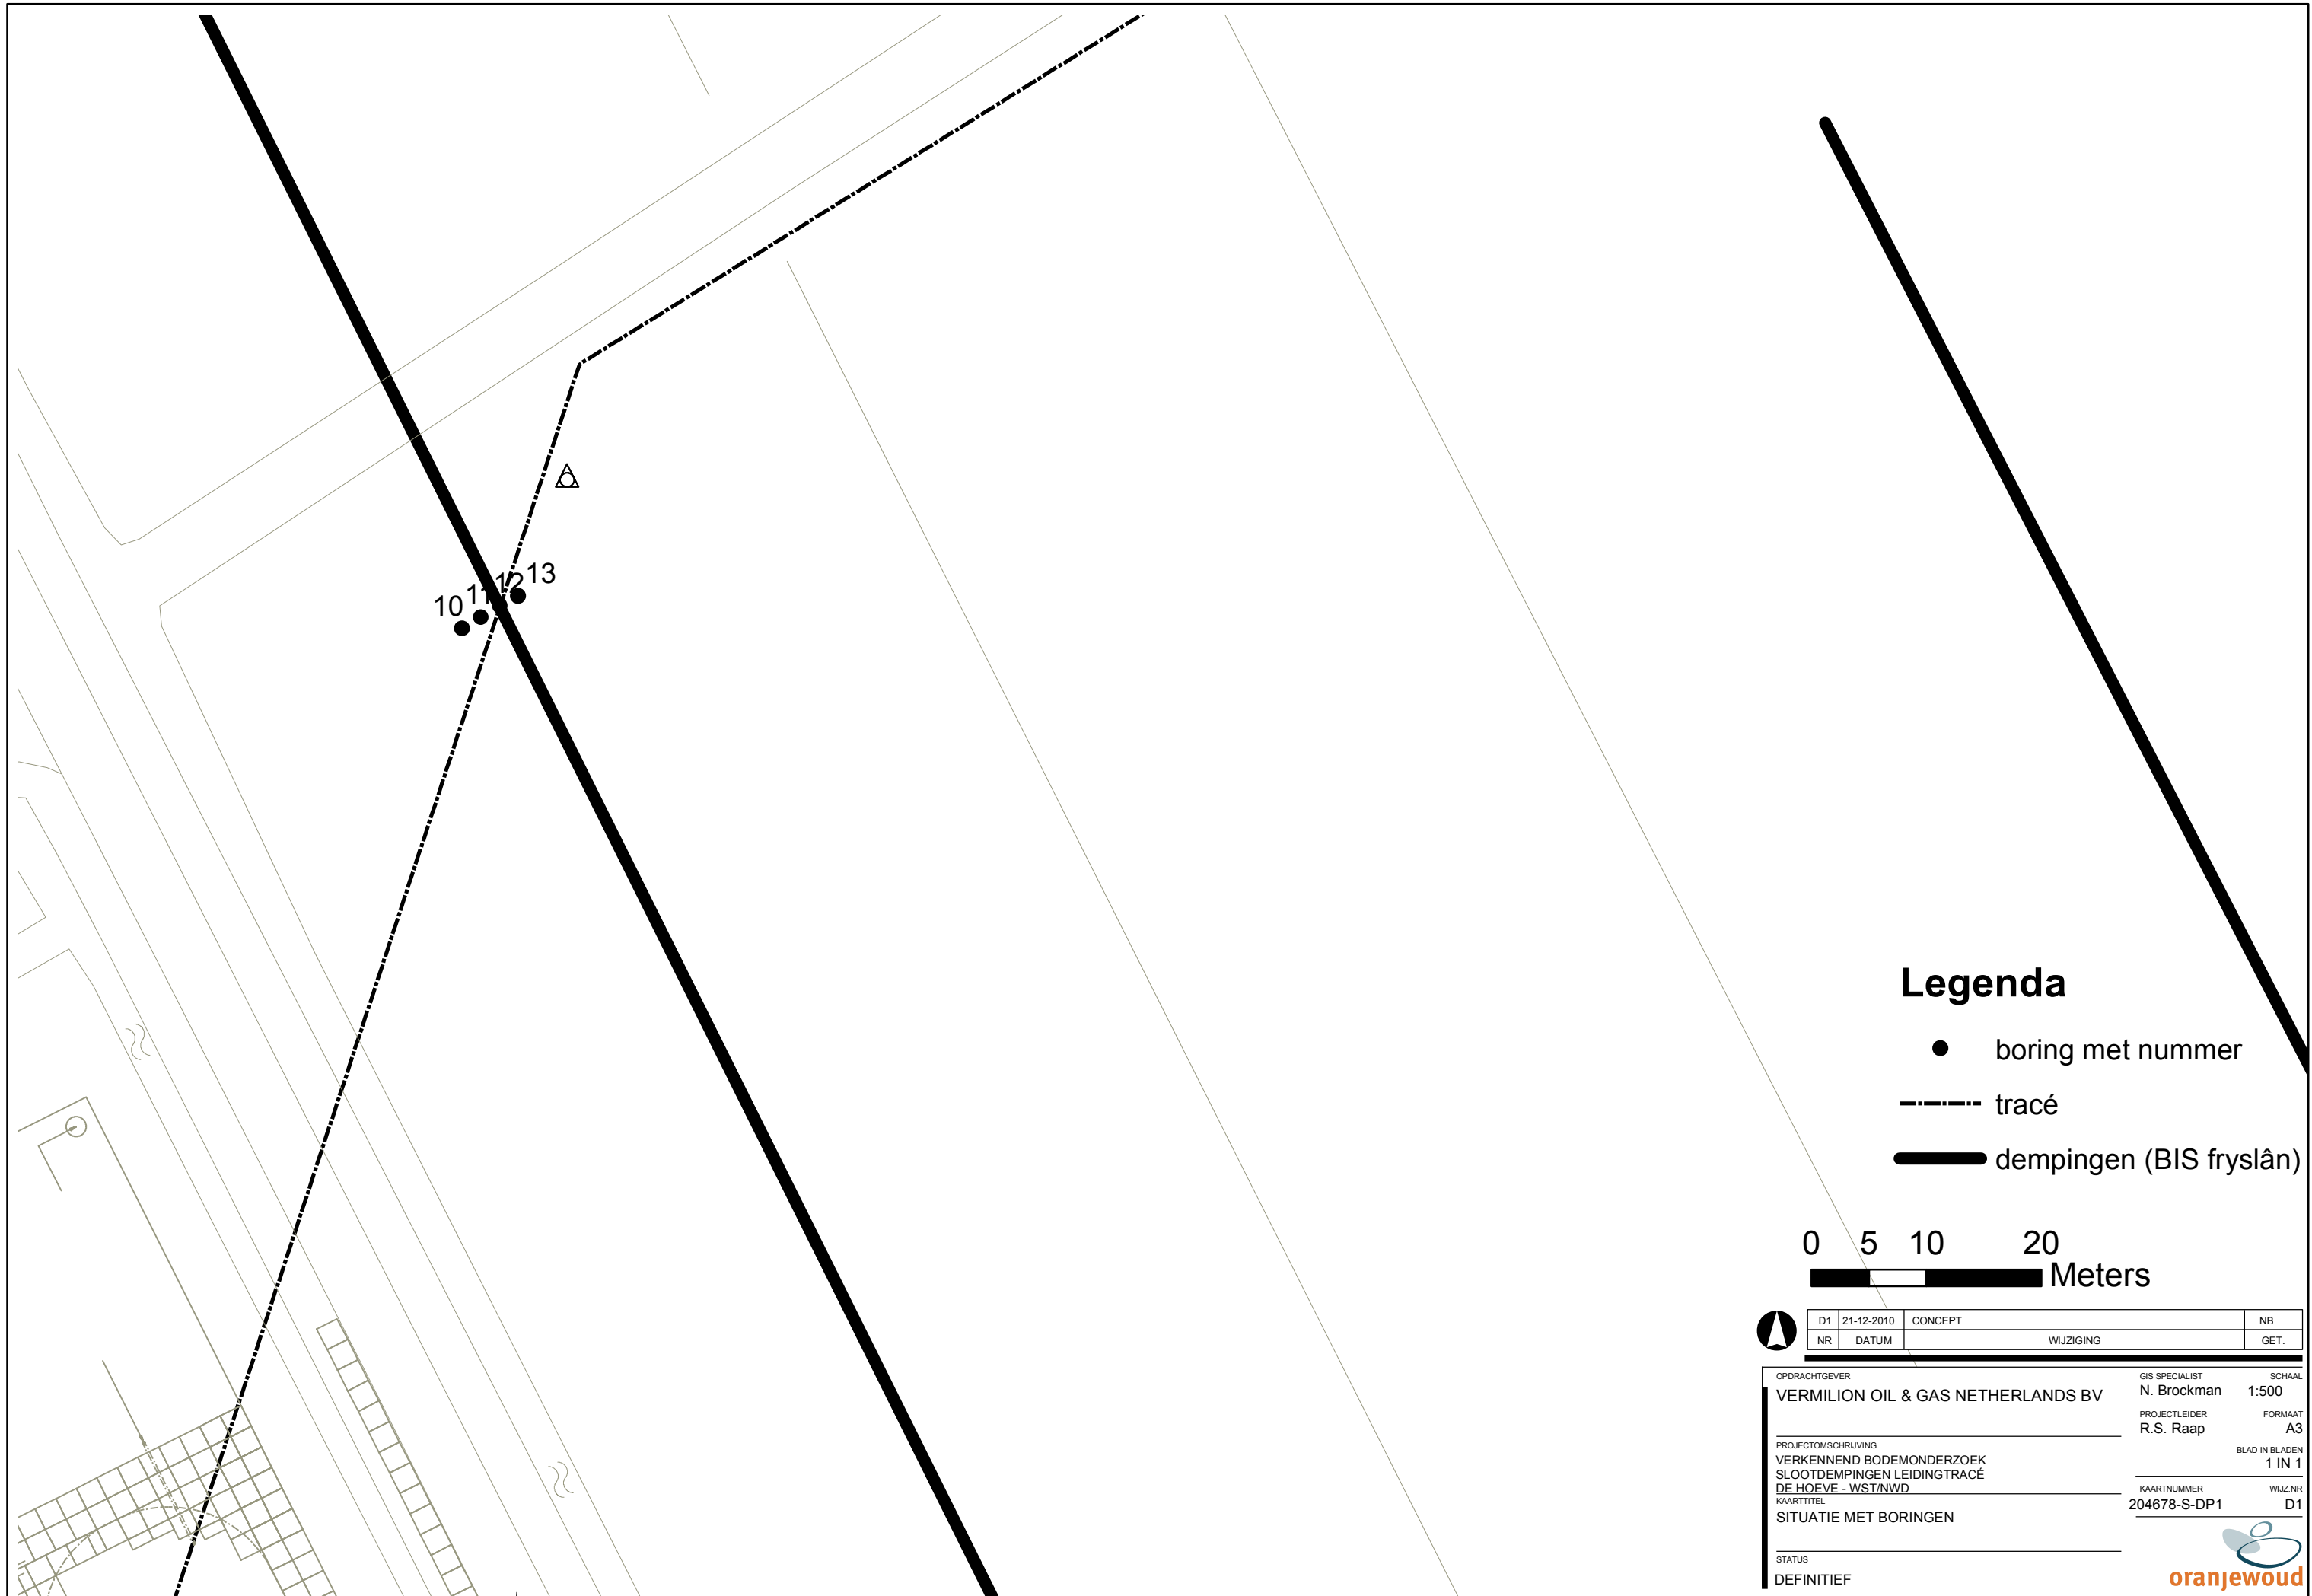 10 11 12 13
Legenda
boring met nummer
tracé
dempingen (BIS fryslân)
0 5 10 20
Meters
D1 21-12-2010 CONCEPT NB
NR DATUM WIJZIGING GET.
OPDRACHTGEVER
VERMILION OIL & GAS NETHERLANDS BV
GIS SPECIALIST SCHAAL
N. Brockman 1:500
PROJECTLEIDER FORMAAT
R.S. Raap A3
PROJECTOMSCHRIJVING
VERKENNEND BODEMONDERZOEK
SLOOTDEMPINGEN LEIDINGTRACÉ
DE HOEVE - WST/NWD
BLAD IN BLADEN
1 IN 1
KAARTTITEL
SITUATIE MET BORINGEN
KAARTNUMMER WIJZ.NR
204678-S-DP1 D1
STATUS
DEFINITIEF
oranjewoud